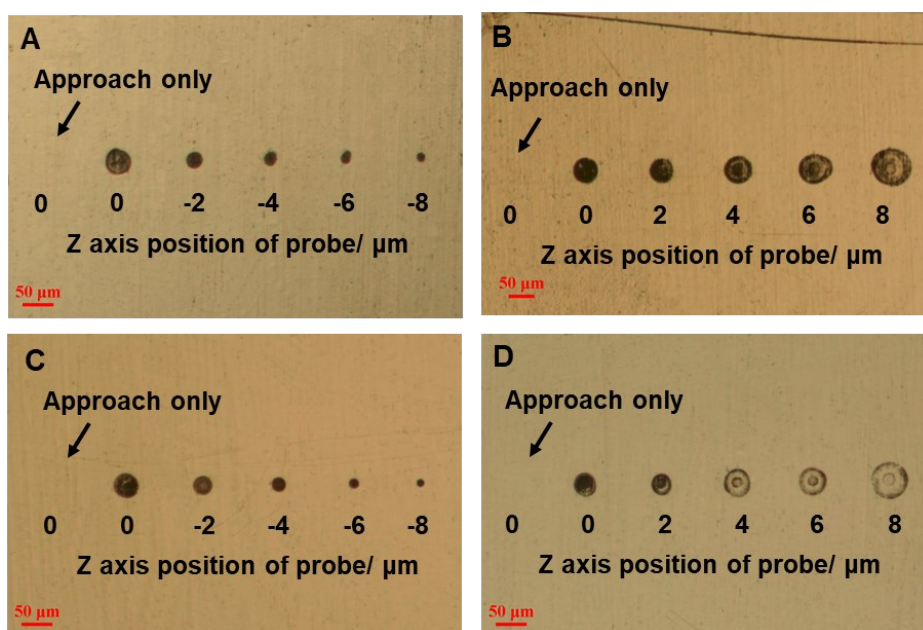 A
Approach only
0 0 -2 -4 -6 -8
Z axis position of probe/ µm
50 µm
B
Approach only
0 0 2 4 6 8
Z axis position of probe/ µm
50 µm
C
Approach only
0 0 -2 -4 -6 -8
Z axis position of probe/ µm
50 µm
D
Approach only
0 0 2 4 6 8
Z axis position of probe/ µm
50 µm